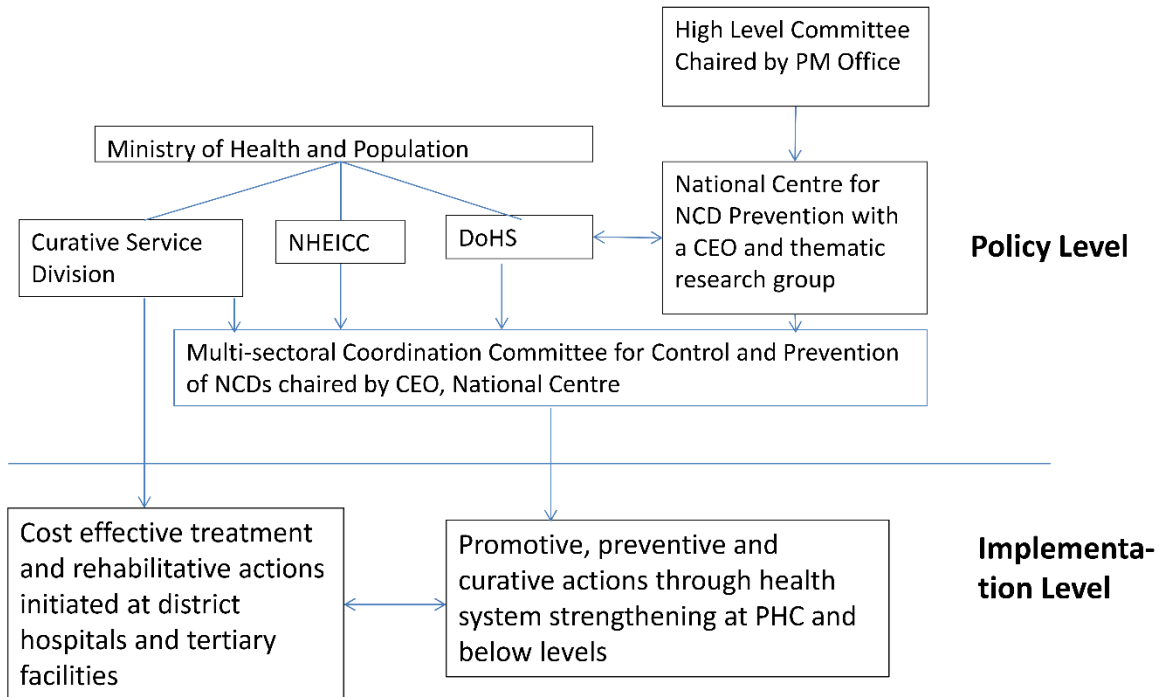 High Level Committee
Chaired by PM Office
Ministry of Health and Population
National Centre for
NCD Prevention with
a CEO and thematic
research group
Curative Service
Division
NHEICC
DoHS
Policy Level
Multi-sectoral Coordination Committee for Control and Prevention
of NCDs chaired by CEO, National Centre
Cost effective treatment
and rehabilitative actions
initiated at district
hospitals and tertiary
facilities
Promotive, preventive and
curative actions through health
system strengthening at PHC and
below levels
Implementa-
tion Level